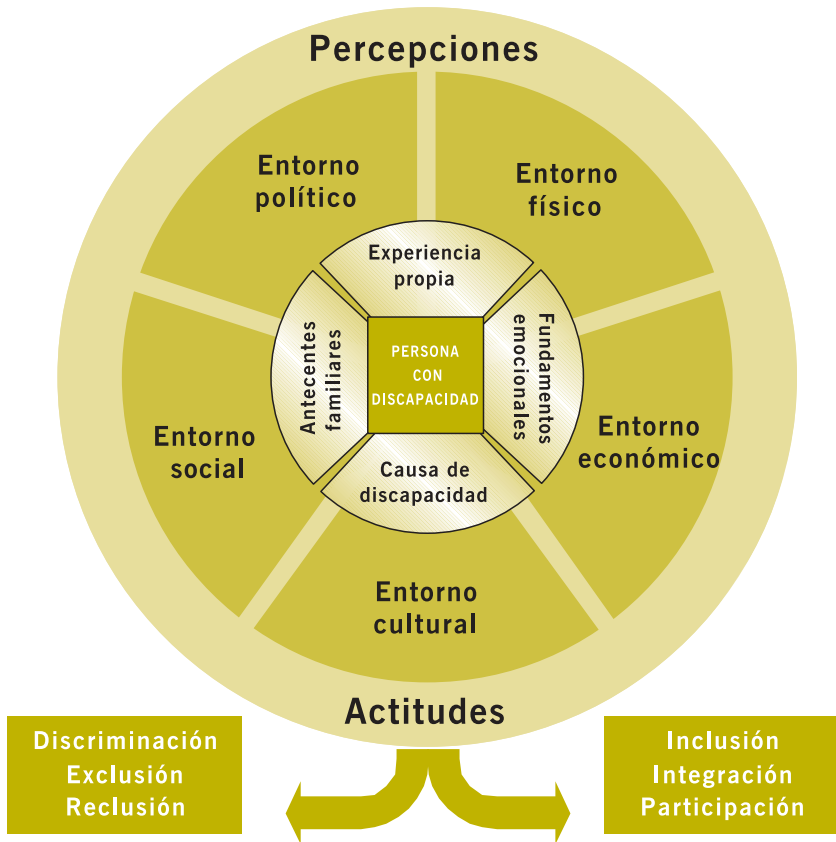 Percepciones
Entorno
político
Entorno
físico
Experiencia
propia
Antecentes
familiares
PERSONA
CON
DISCAPACIDAD
Fundamentos
emocionales
Entorno
social
Entorno
económico
Causa de
discapacidad
Entorno
cultural
Actitudes
Discriminación
Exclusión
Reclusión
Inclusión
Integración
Participación